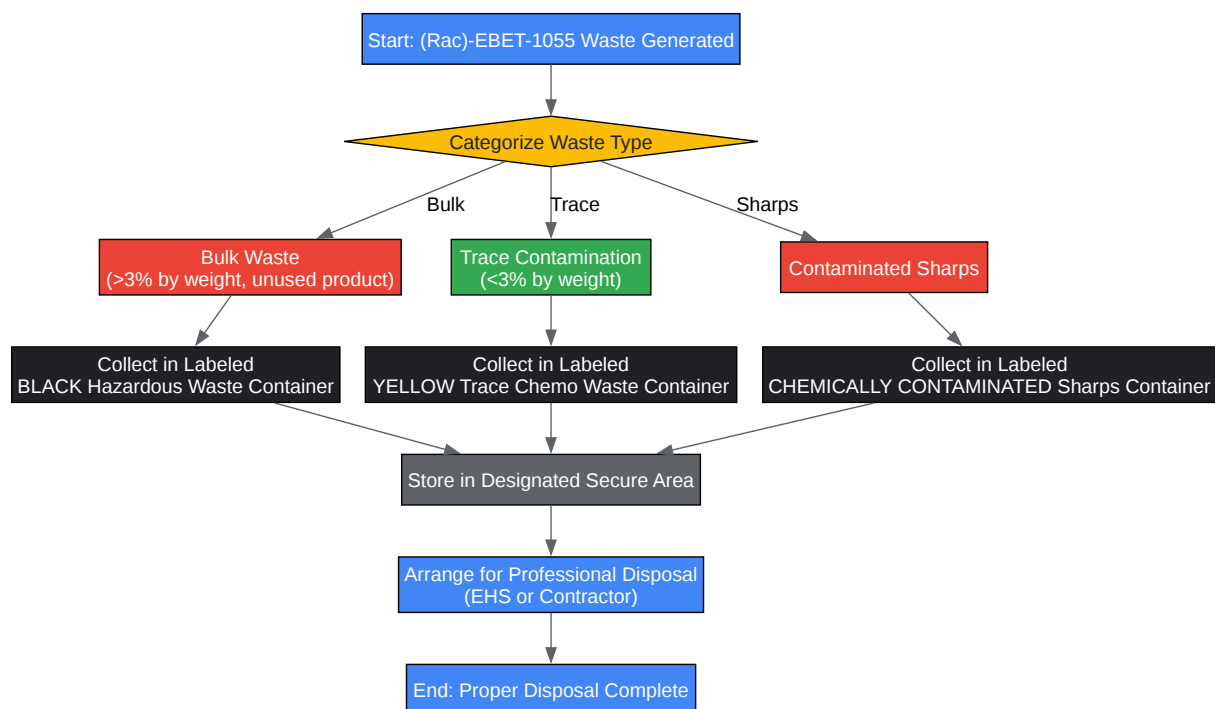 Start: (Rac)-EBET-1055 Waste Generated
Categorize Waste Type
Bulk
Trace
Sharps
Bulk Waste
(>3% by weight, unused product)
Trace Contamination
(<3% by weight)
Contaminated Sharps
Collect in Labeled
BLACK Hazardous Waste Container
Collect in Labeled
YELLOW Trace Chemo Waste Container
Collect in Labeled
CHEMICALLY CONTAMINATED Sharps Container
Store in Designated Secure Area
Arrange for Professional Disposal
(EHS or Contractor)
End: Proper Disposal Complete